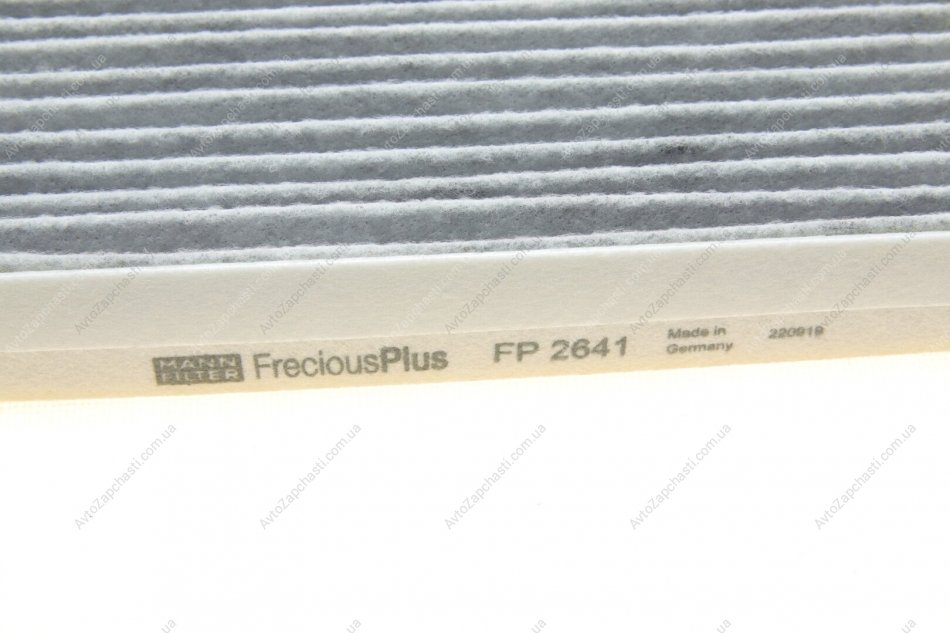 MANN
FILTER
FreciousPlus
FP 2641
Made in
Germany
220919
AvtoZapchasti.com.ua